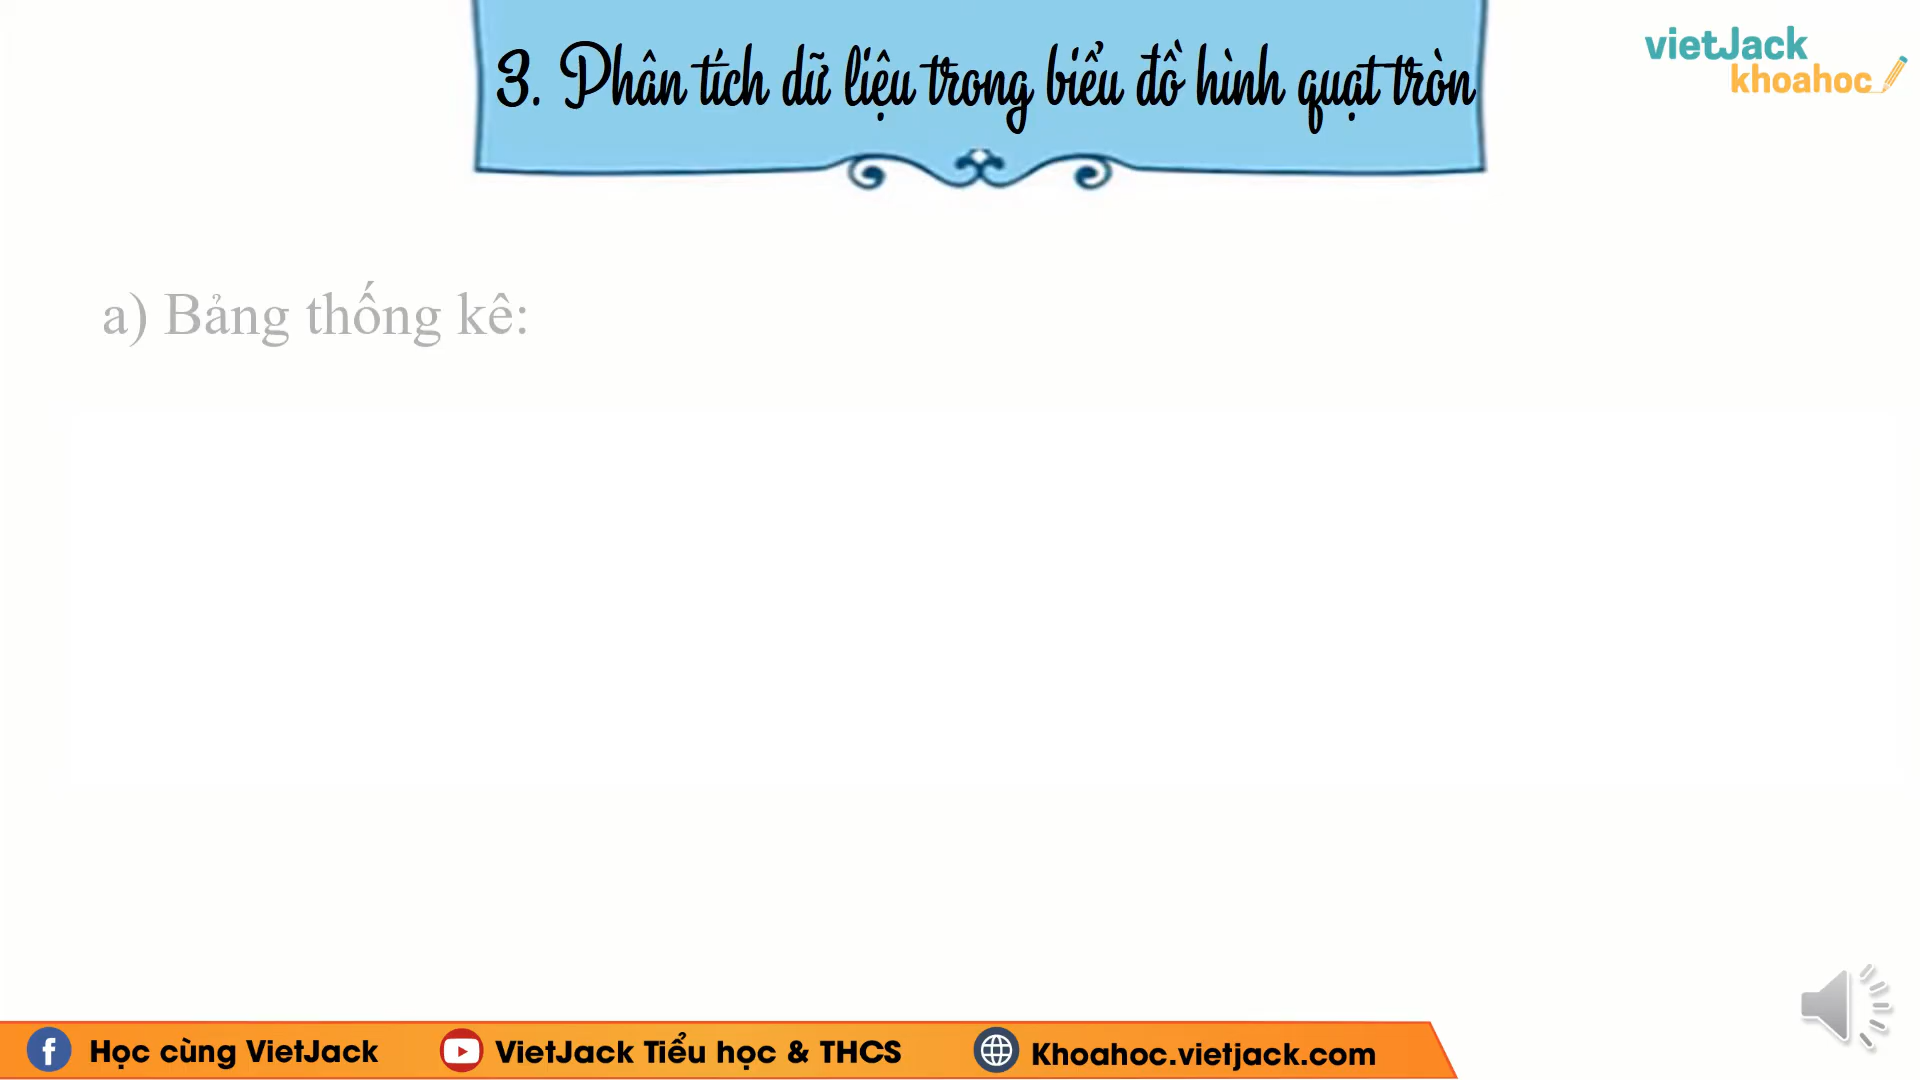 3. Phân tích dữ liệu trong biểu đồ hình quạt tròn
vietJack
khoahoc
a) Bảng thống kê:
Học cùng VietJack
VietJack Tiểu học & THCS
Khoahoc.vietjack.com